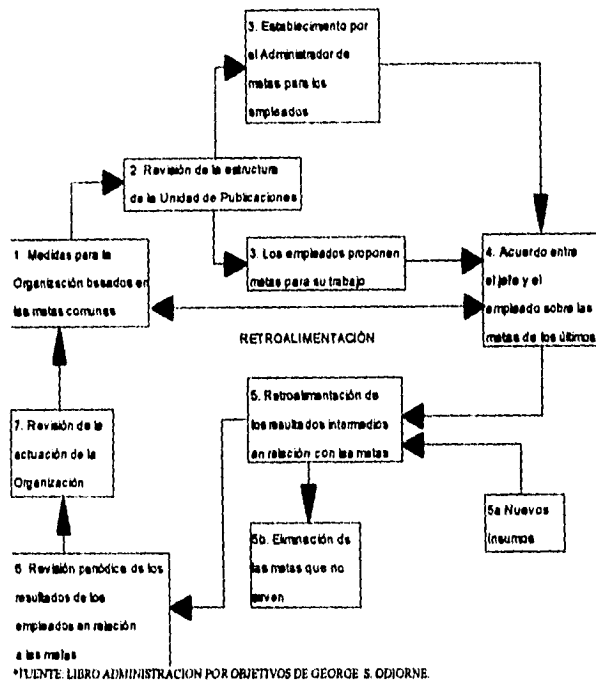 3. Establecimiento por
el Administrador de
metas para los
empleados
2. Revisión de la estructura
de la Unidad de Publicaciones
1. Medidas para la
Organización basados en
las metas comunes
3. Los empleados proponen
metas para su trabajo
4. Acuerdo entre
el jefe y el
empleado sobre las
metas de los últimos
RETROALIMENTACIÓN
5. Retroalimentación de
los resultados intermedios
en relación con las metas
7. Revisión de la
actuación de la
Organización
5a Nuevos
Insumos
5b. Eliminación de
las metas que no
sirven
6. Revisión periódica de los
resultados de los
empleados en relación
a las metas
*FUENTE: LIBRO ADMINISTRACION POR OBJETIVOS DE GEORGE S. ODIORNE.